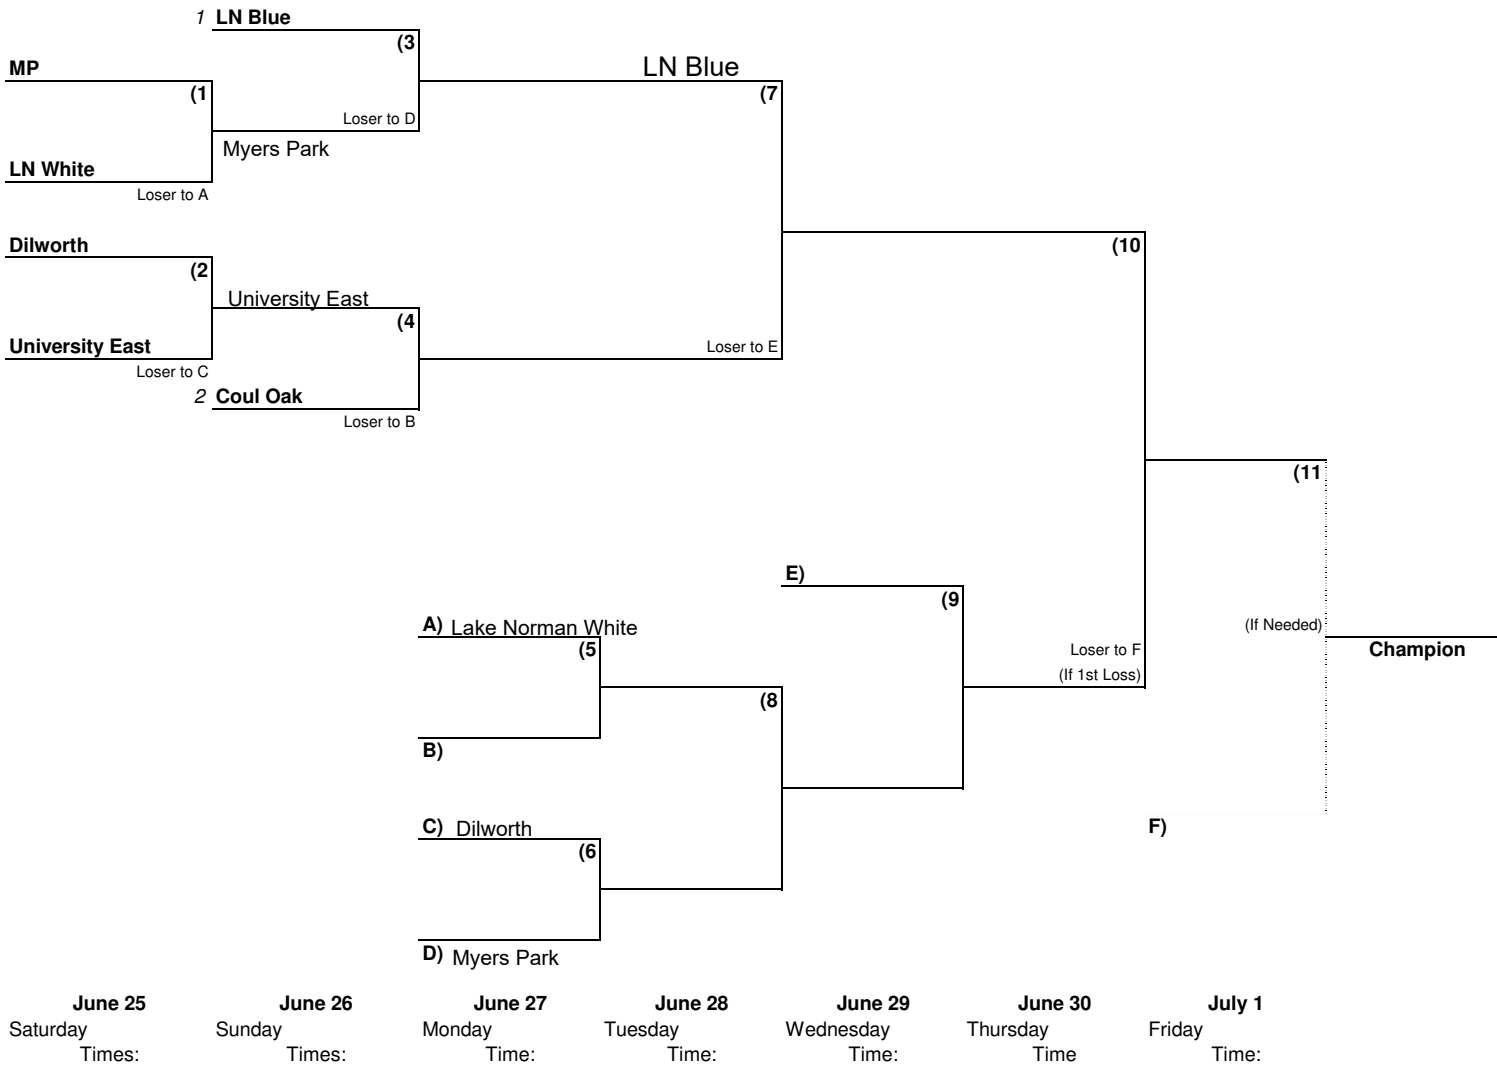 1 LN Blue
(3
MP
LN Blue
(1
(7
Loser to D
Myers Park
LN White
Loser to A
Dilworth
(10
(2
University East
(4
University East
Loser to E
Loser to C
2 Coul Oak
Loser to B
(11
E)
(9
A) Lake Norman White
(If Needed)
(5
Loser to F
Champion
(If 1st Loss)
(8
B)
C) Dilworth
F)
(6
D) Myers Park
June 25 June 26 June 27 June 28 June 29 June 30 July 1
Saturday Sunday Monday Tuesday Wednesday Thursday Friday
Times: Times: Time: Time: Time: Time Time: